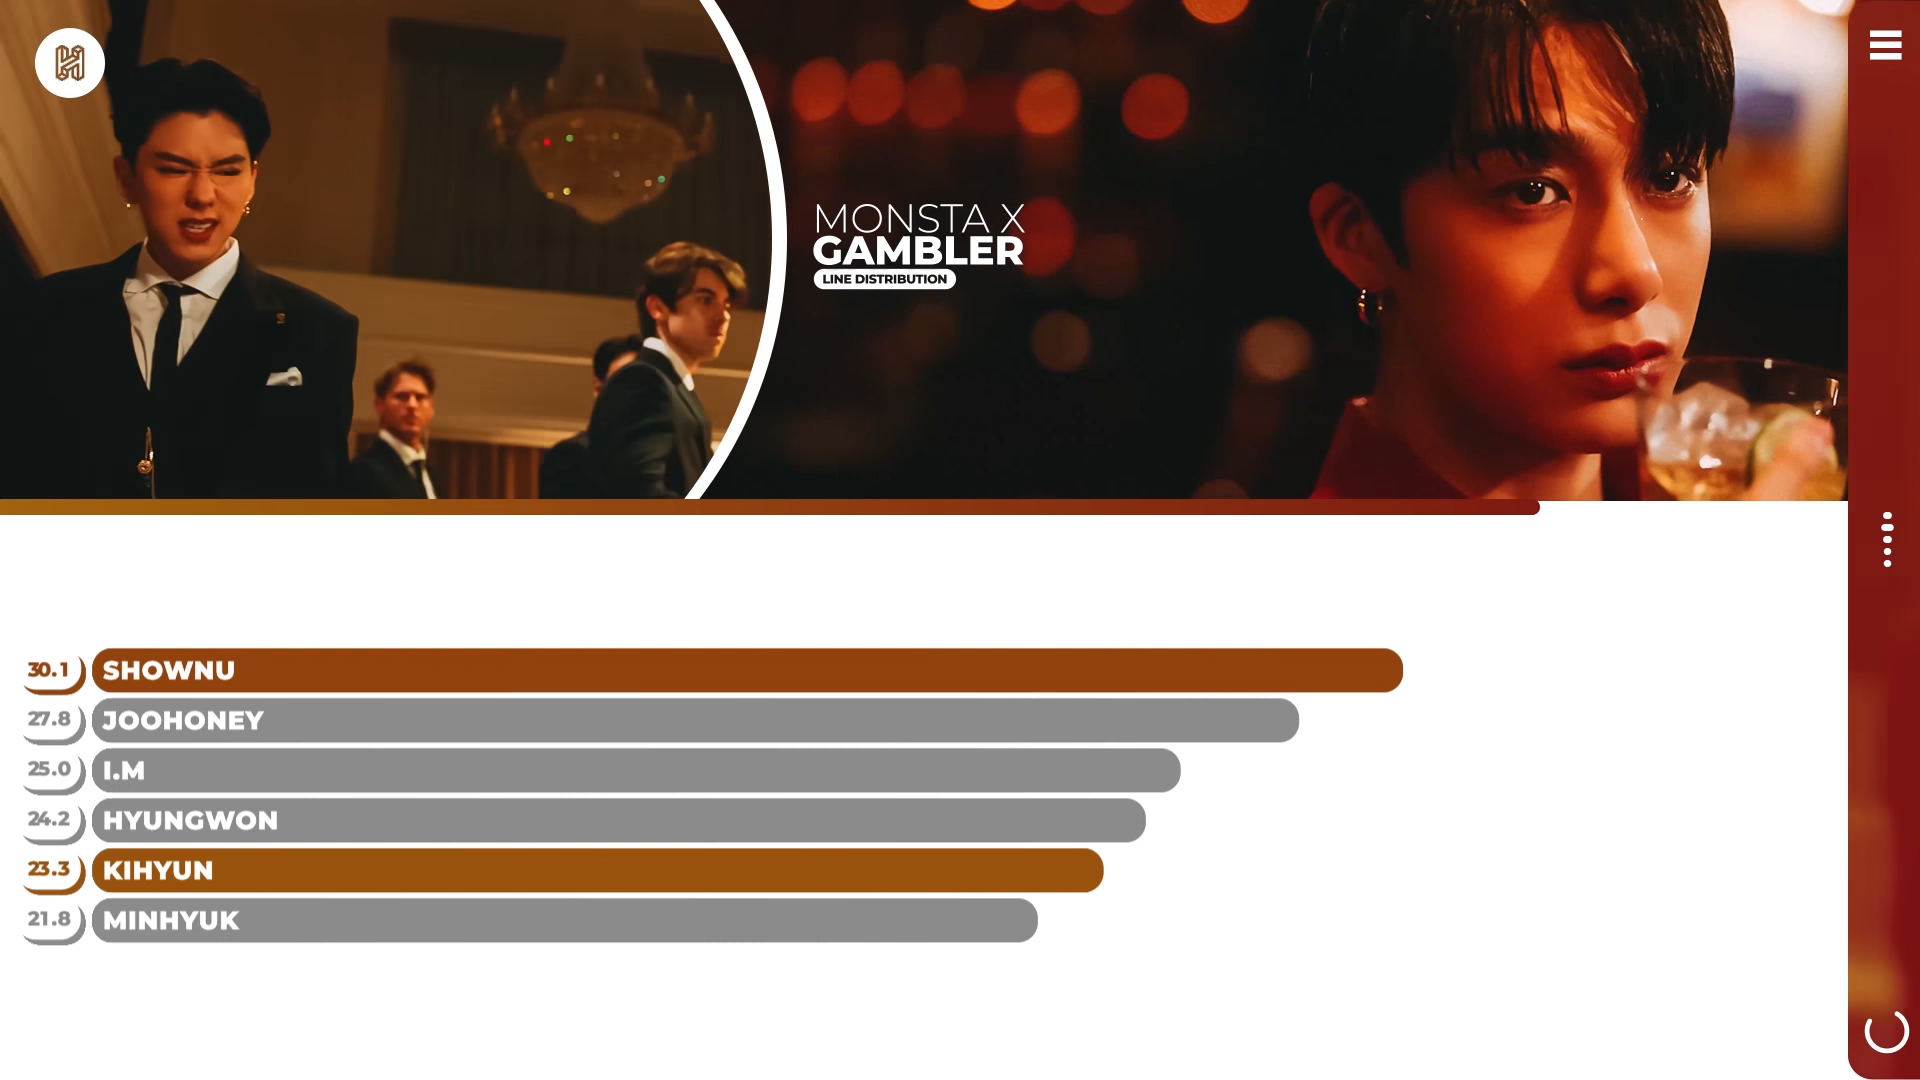 MONSTA X
GAMBLER
LINE DISTRIBUTION
30.1 SHOWNU
27.8 JOOHONEY
25.0 I.M
24.2 HYUNGWON
23.3 KIHYUN
21.8 MINHYUK